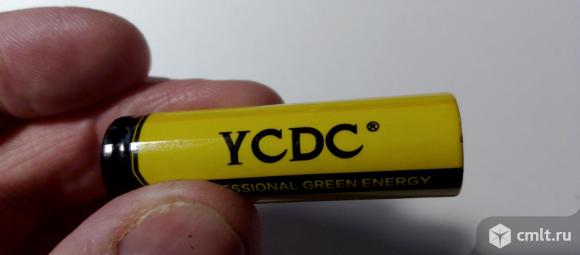 YCDC®
ESSIONAL GREEN ENERGY
cmlt.ru